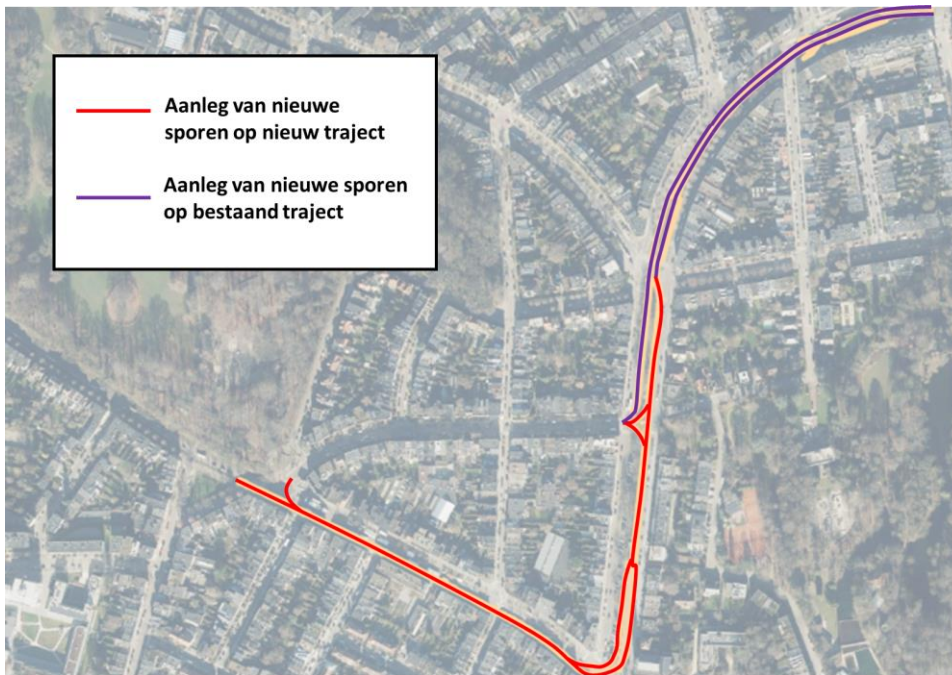 Aanleg van nieuwe
sporen op nieuw traject
Aanleg van nieuwe sporen
op bestaand traject